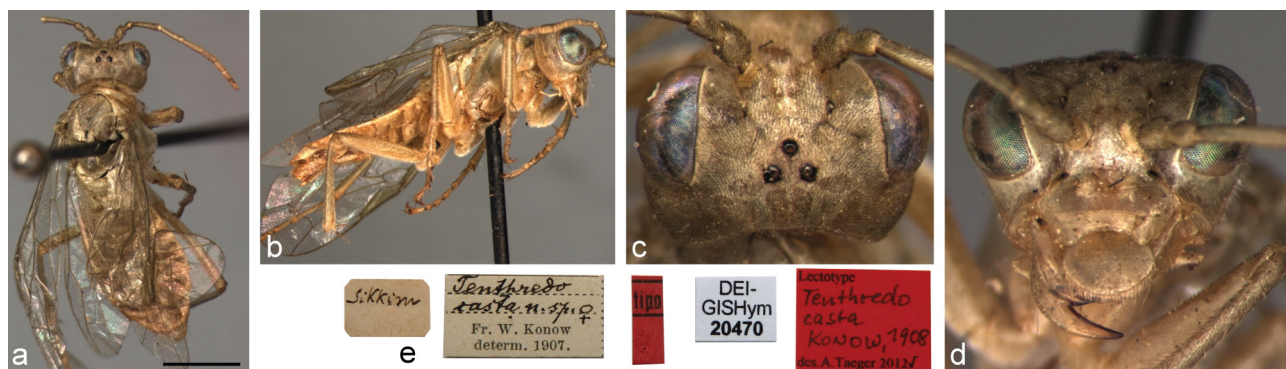 a
b
c
d
e
Sikkim
Tenthredo
casta n. sp. ♀
Fr. W. Konow
determ. 1907.
tipo
DEI-
GISHym
20470
Lectotype
Tenthredo
casta
KONOW, 1908
des. A. Taeger 2012